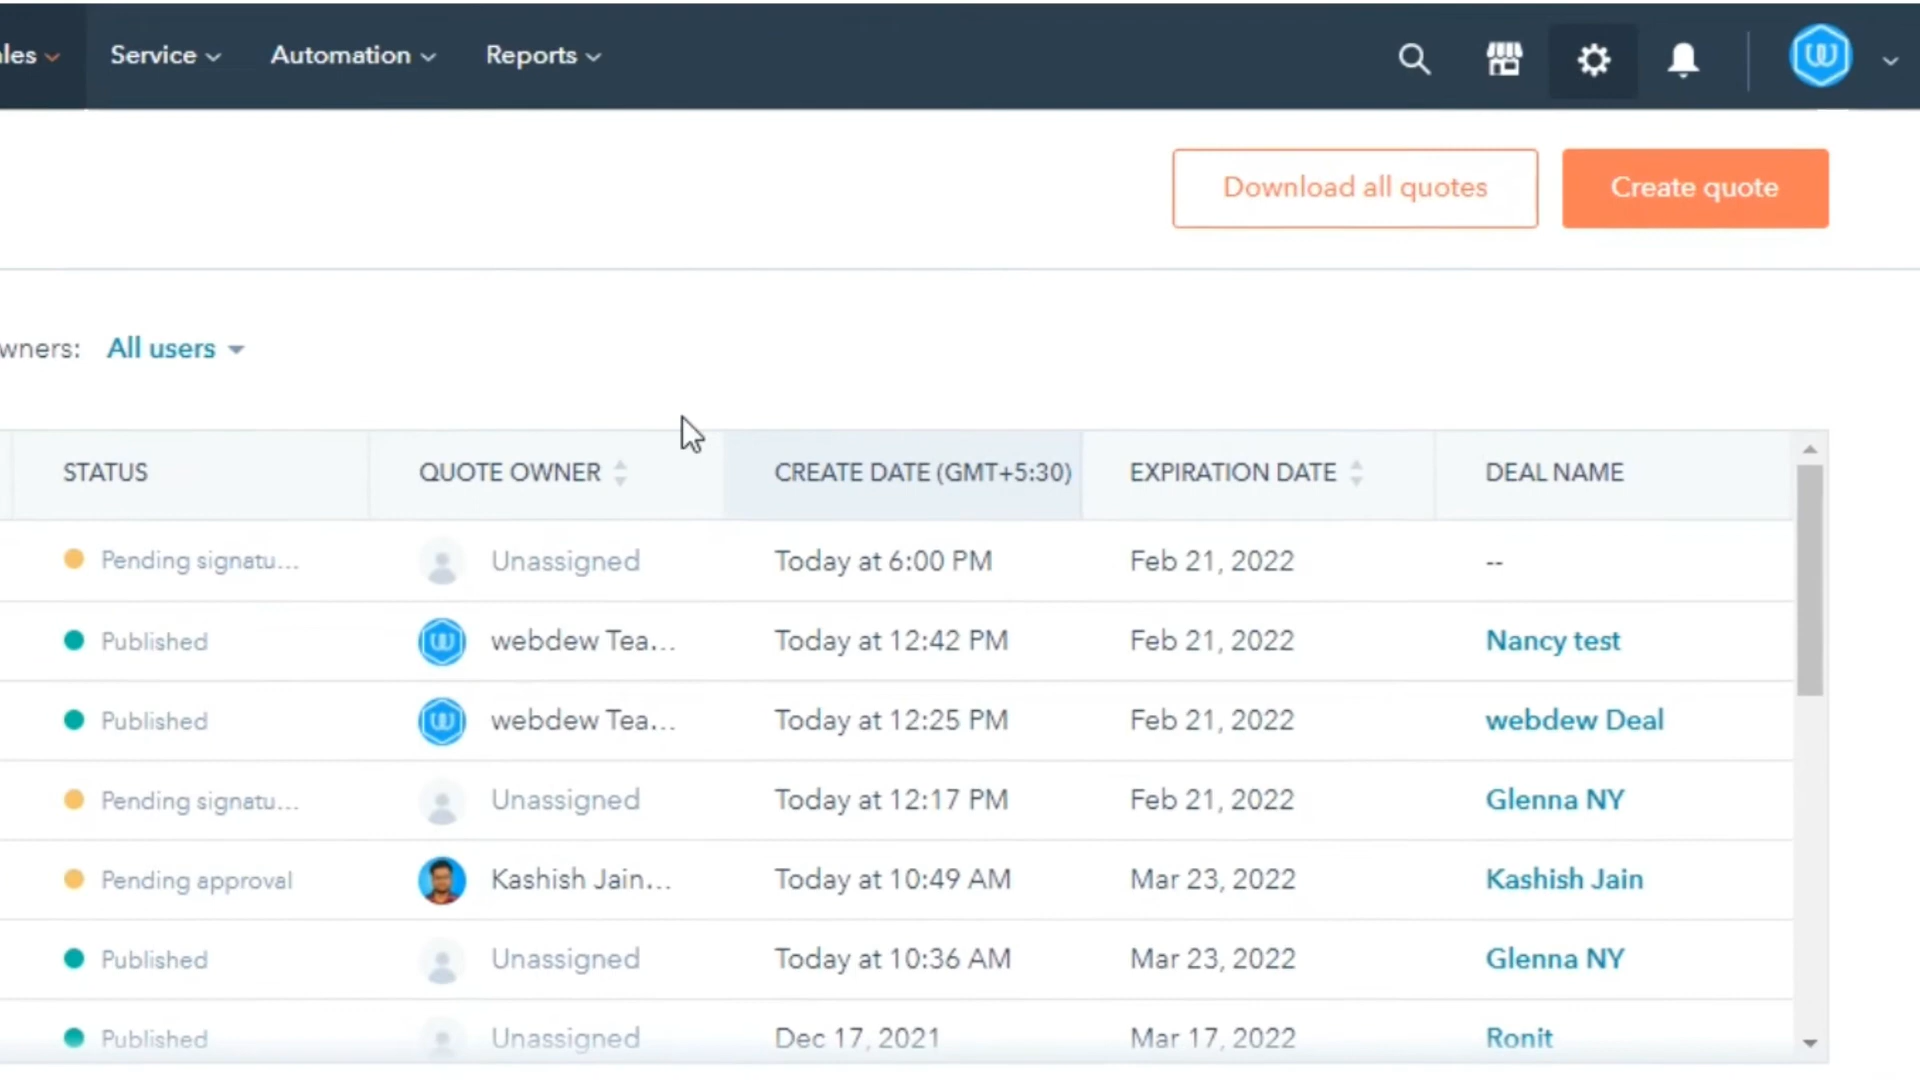 les Service Automation Reports
Download all quotes Create quote
wners: All users
STATUS QUOTE OWNER CREATE DATE (GMT+5:30) EXPIRATION DATE DEAL NAME
Pending signatu... Unassigned Today at 6:00 PM Feb 21, 2022 --
Published webdew Tea... Today at 12:42 PM Feb 21, 2022 Nancy test
Published webdew Tea... Today at 12:25 PM Feb 21, 2022 webdew Deal
Pending signatu... Unassigned Today at 12:17 PM Feb 21, 2022 Glenna NY
Pending approval Kashish Jain... Today at 10:49 AM Mar 23, 2022 Kashish Jain
Published Unassigned Today at 10:36 AM Mar 23, 2022 Glenna NY
Published Unassigned Dec 17, 2021 Mar 17, 2022 Ronit